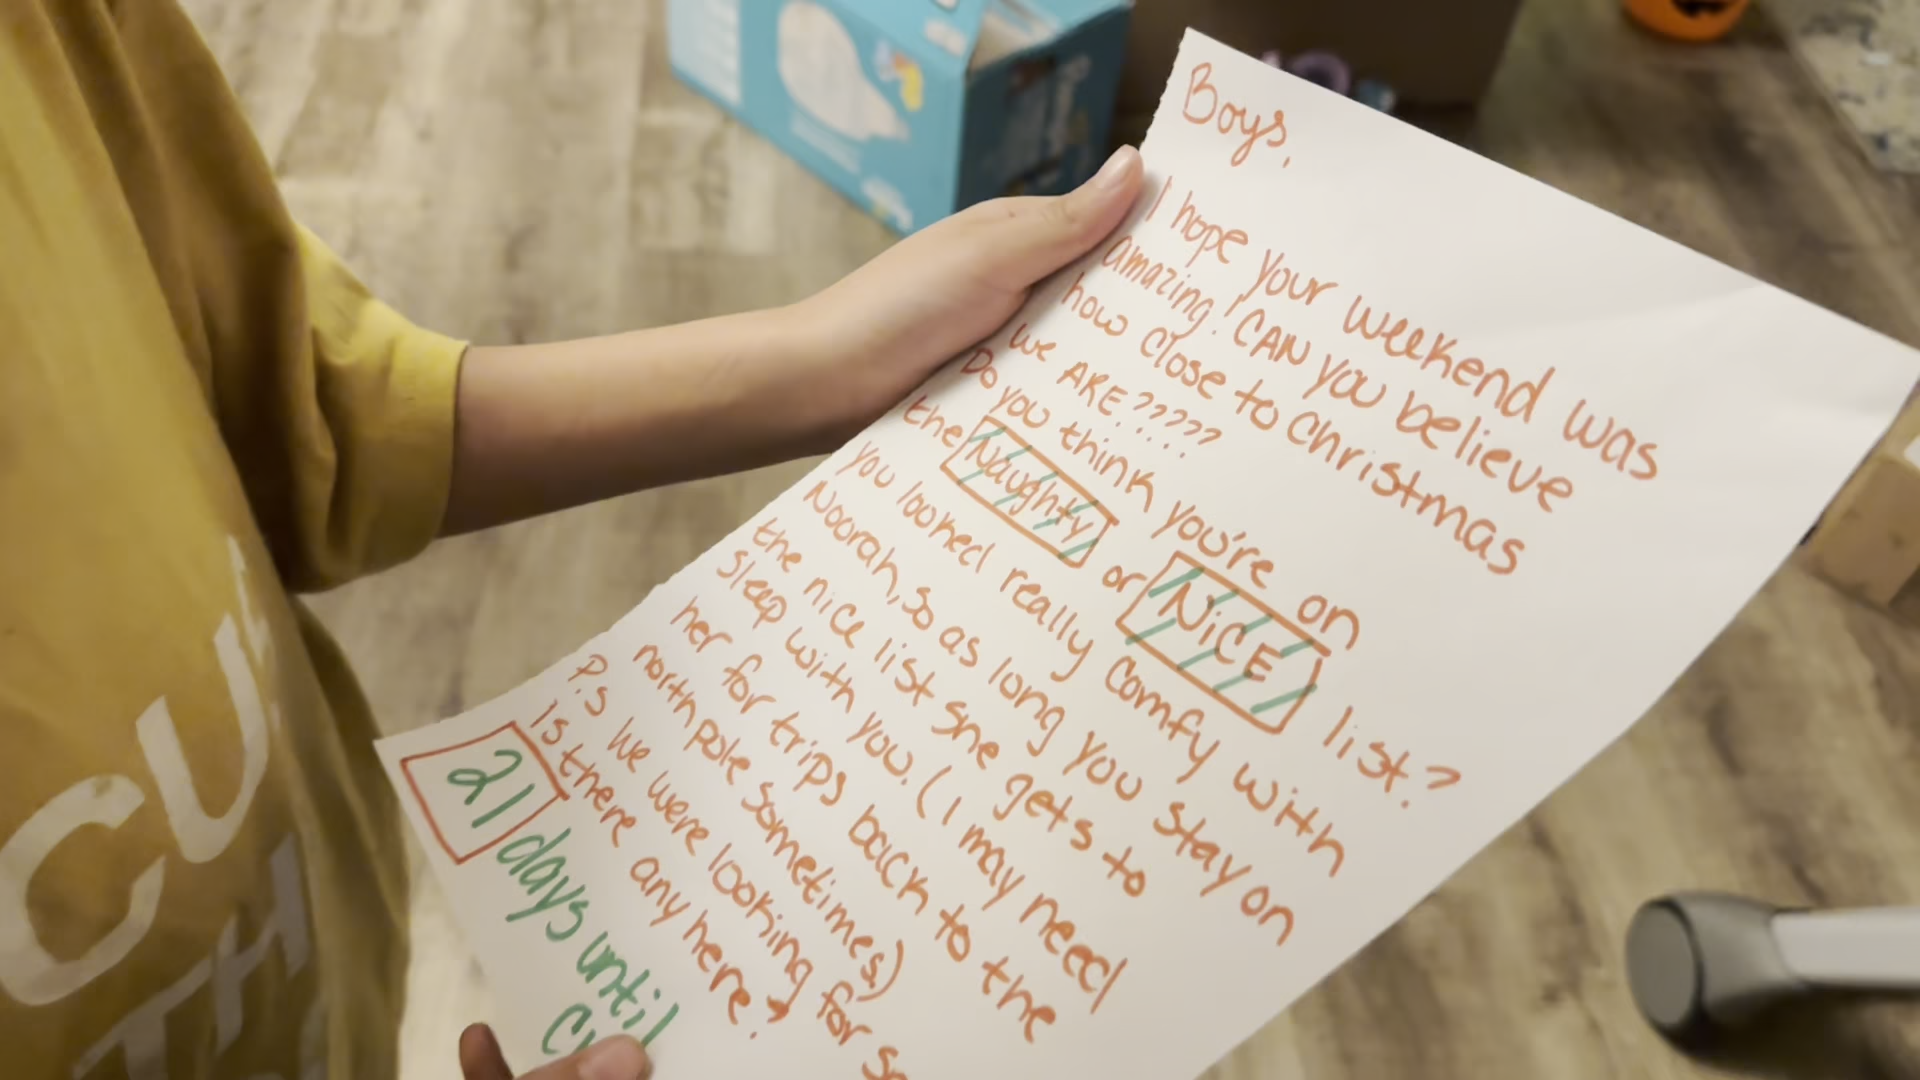 Boys,
I hope your weekend was
amazing! CAN you believe
how close to Christmas
we ARE?????
Do you think you're on
the Naughty or NiCE list?
you looked really comfy with
Noorah, so as long you stay on
the nice list she gets to
sleep with you. (I may need
her for trips back to the
north pole sometimes)
P.S We were looking for
is there any here?
21 days until
CU
TH